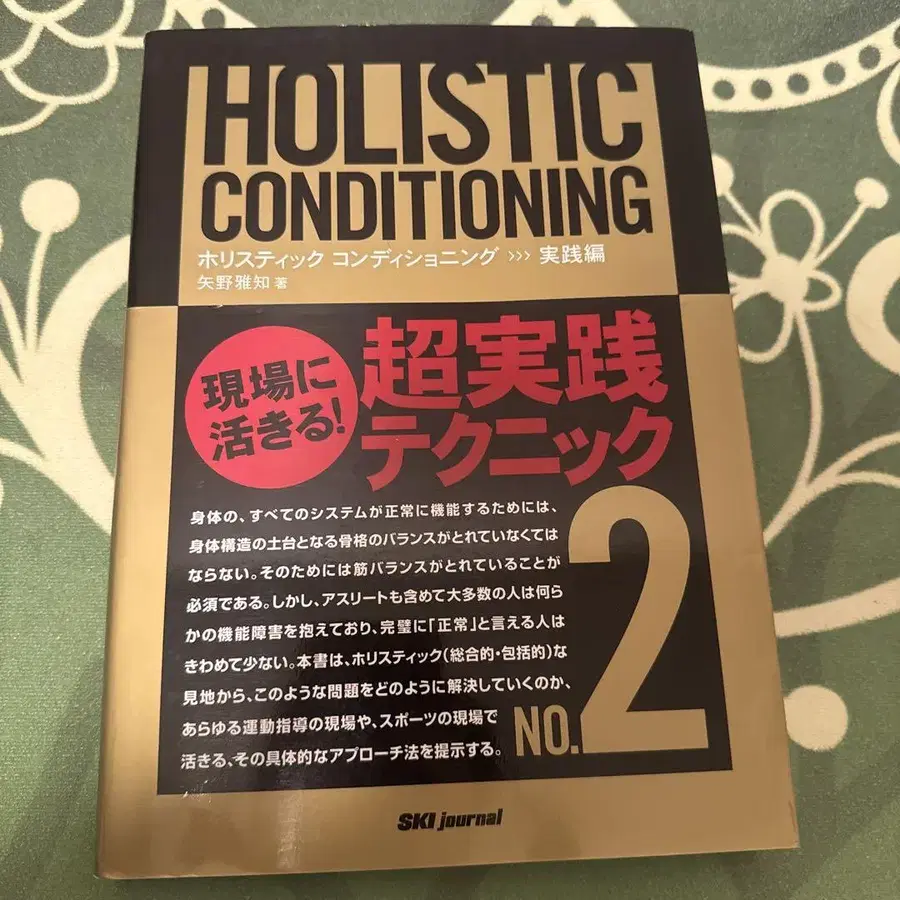 HOLISTIC
CONDITIONING
ホリスティック コンディショニング >>> 実践編
矢野雅知 著
現場に
活きる!
超実践
テクニック
身体の、すべてのシステムが正常に機能するためには、
身体構造の土台となる骨格のバランスがとれていなくては
ならない。そのためには筋バランスがとれていることが
必須である。しかし、アスリートも含めて大多数の人は何ら
かの機能障害を抱えており、完璧に「正常」と言える人は
きわめて少ない。本書は、ホリスティック(総合的・包括的)な
見地から、このような問題をどのように解決していくのか、
あらゆる運動指導の現場や、スポーツの現場で
活きる、その具体的なアプローチ法を提示する。
NO.2
SKI journal